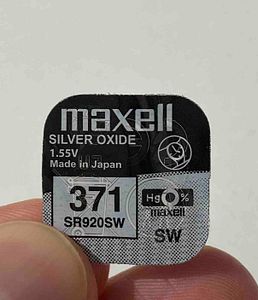 maxell
SILVER OXIDE
1.55V
Made in Japan
371
SR920SW
Hg 0%
maxell
SW